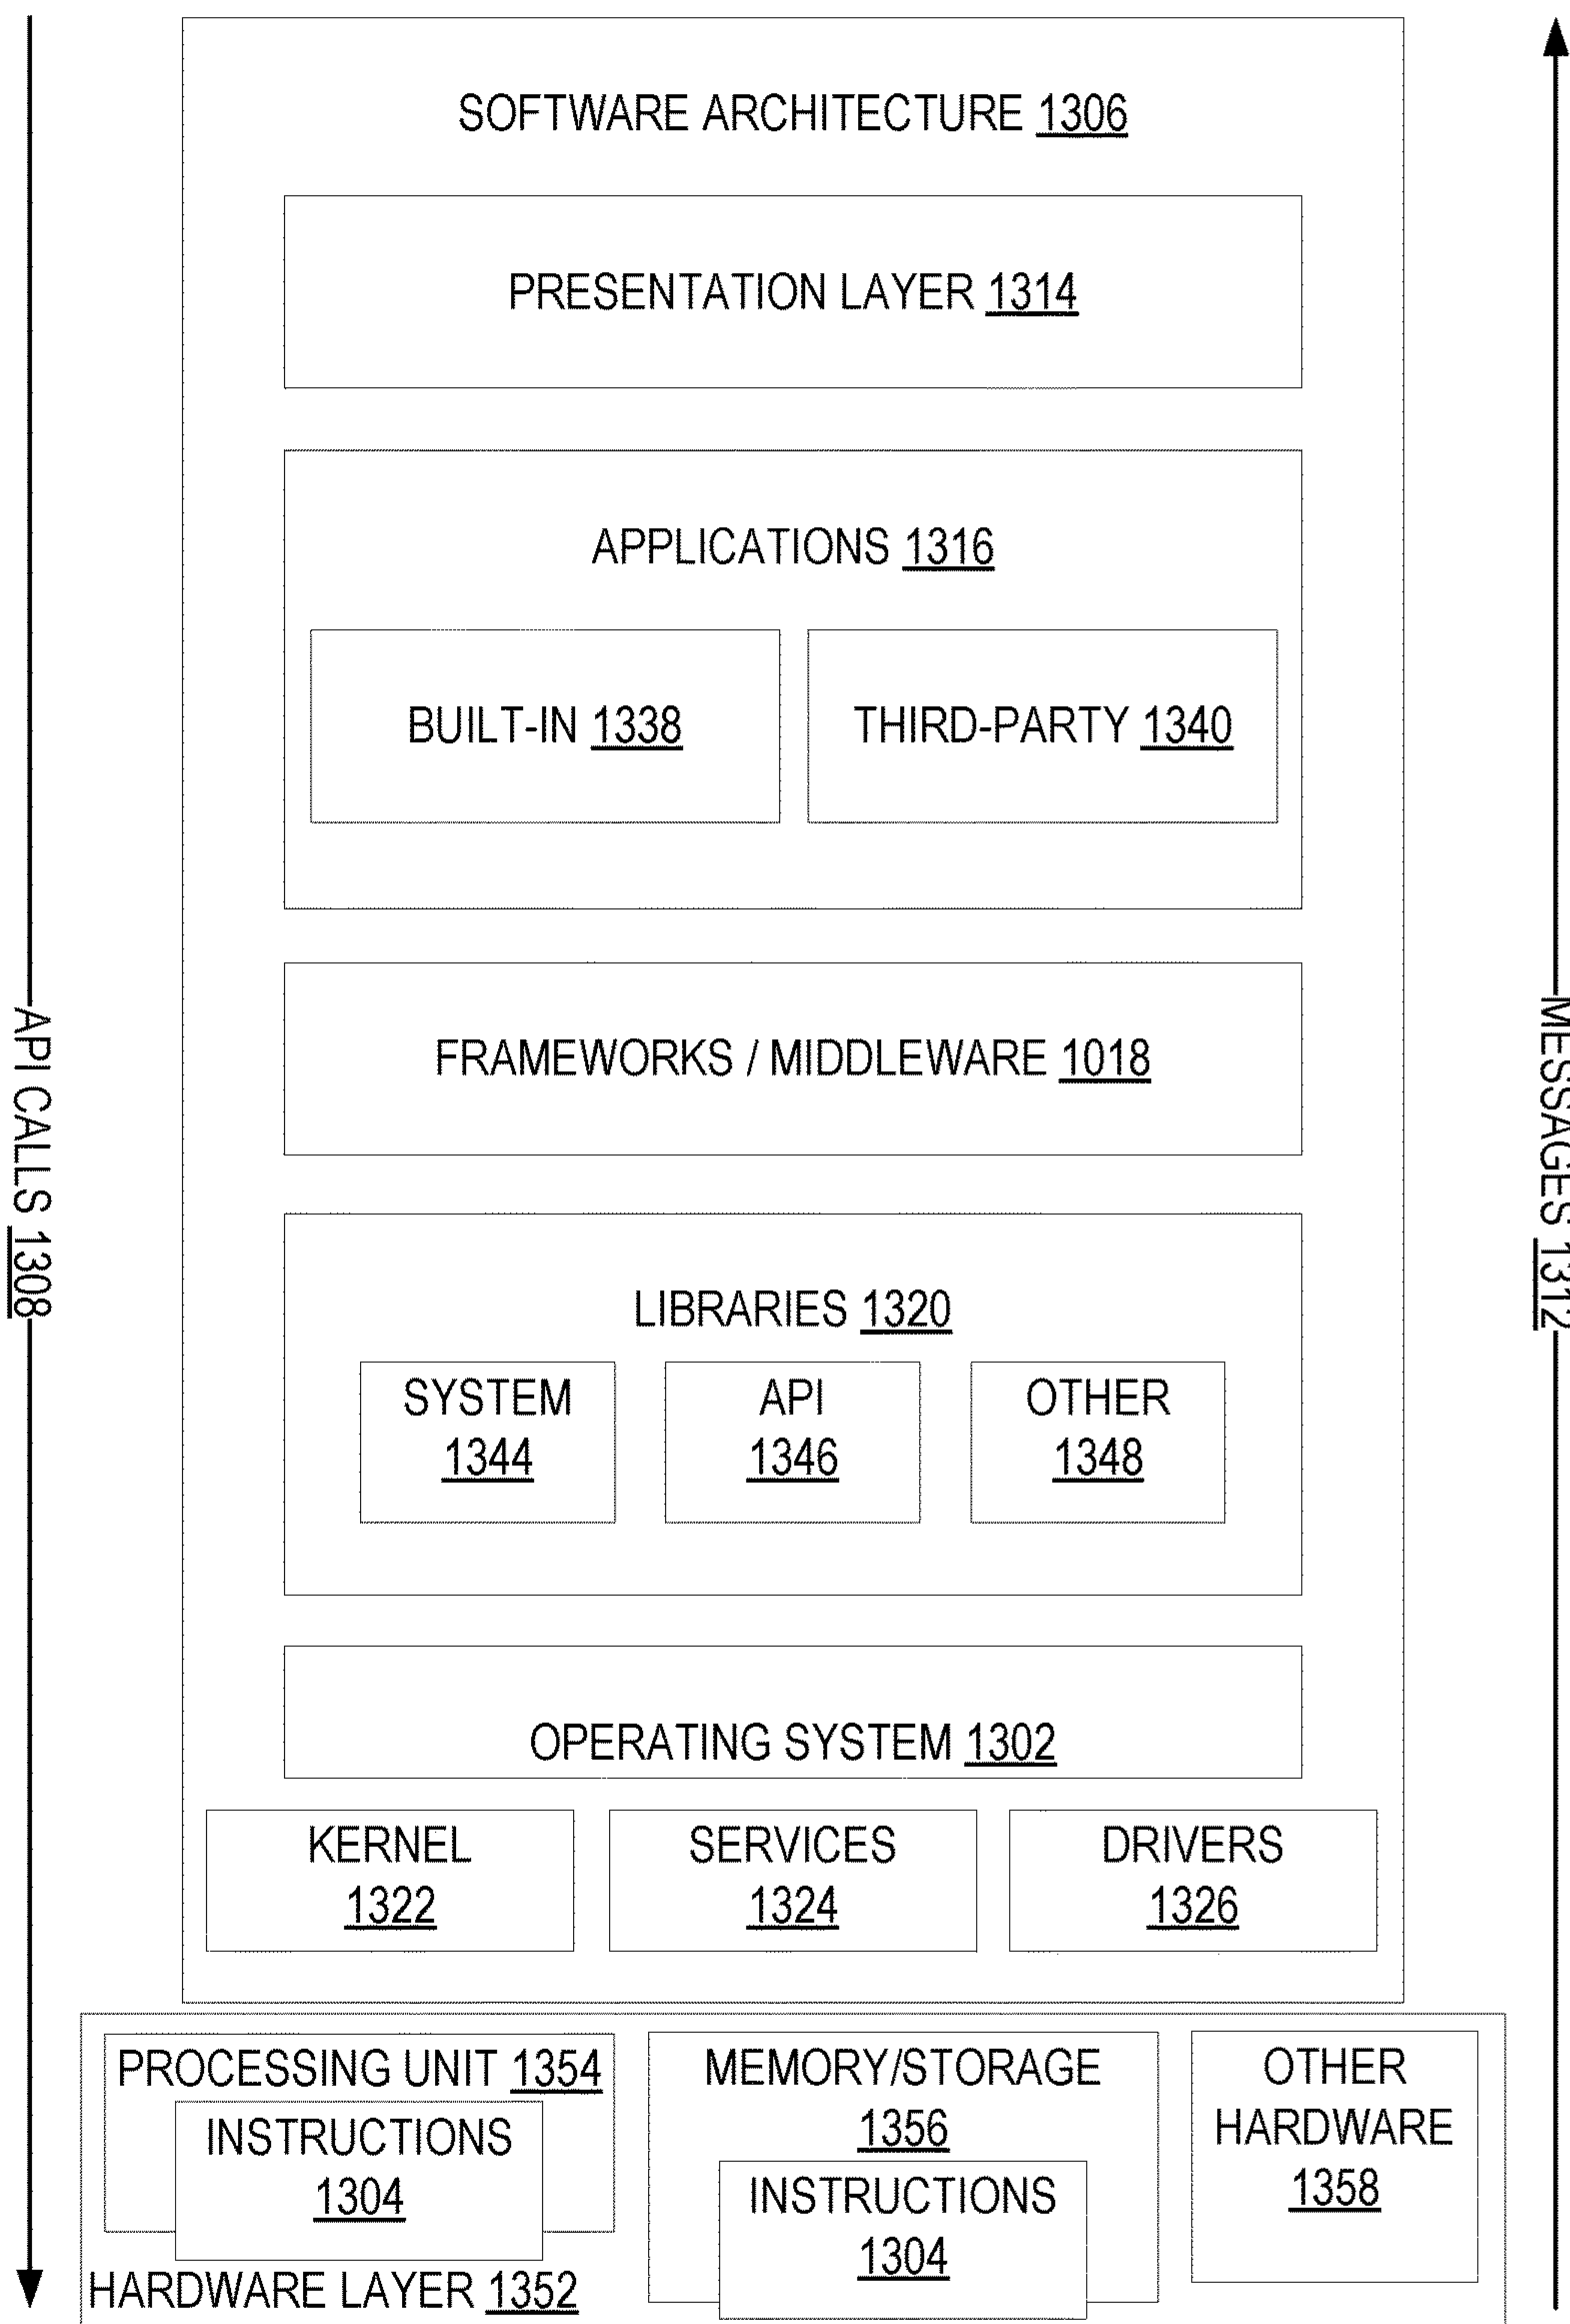 SOFTWARE ARCHITECTURE 1306
PRESENTATION LAYER 1314
APPLICATIONS 1316
BUILT-IN 1338
THIRD-PARTY 1340
FRAMEWORKS / MIDDLEWARE 1018
API CALLS 1308
MESSAGES 1312
LIBRARIES 1320
SYSTEM
1344
API
1346
OTHER
1348
OPERATING SYSTEM 1302
KERNEL
1322
SERVICES
1324
DRIVERS
1326
PROCESSING UNIT 1354
INSTRUCTIONS
1304
MEMORY/STORAGE
1356
INSTRUCTIONS
1304
OTHER
HARDWARE
1358
HARDWARE LAYER 1352